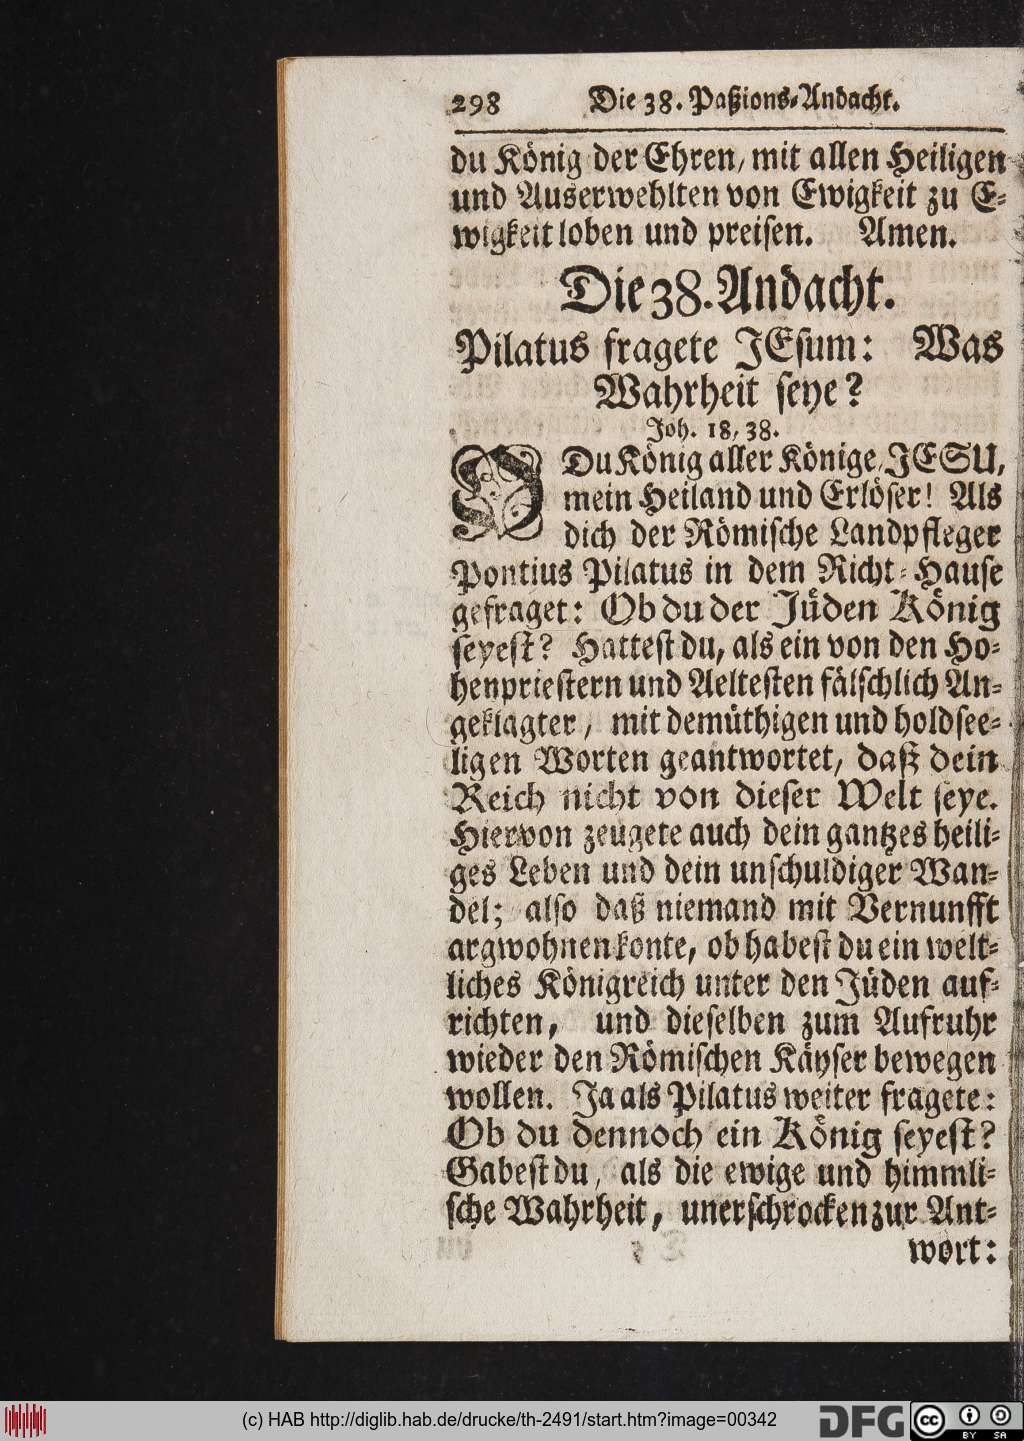 298 Die 38. Paßions-Andacht.
du König der Ehren, mit allen Heiligen
und Auserwehlten von Ewigkeit zu E-
wigkeit loben und preisen. Amen.
Die 38. Andacht.
Pilatus fragete JEsum: Was
Wahrheit seye?
Joh. 18, 38.
O Du König aller Könige, JESU,
mein Heiland und Erlöser! Als
dich der Römische Landpfleger
Pontius Pilatus in dem Richt-Hause
gefraget: Ob du der Jüden König
seyest? Hattest du, als ein von den Ho-
henpriestern und Aeltesten fälschlich An-
geklagter, mit demüthigen und holdsee-
ligen Worten geantwortet, daß dein
Reich nicht von dieser Welt seye.
Hiervon zeugete auch dein gantzes heili-
ges Leben und dein unschuldiger Wan-
del; also daß niemand mit Vernunfft
argwohnen konte, ob habest du ein welt-
liches Königreich unter den Jüden auf-
richten, und dieselben zum Aufruhr
wieder den Römischen Käyser bewegen
wollen. Ja als Pilatus weiter fragete:
Ob du dennoch ein König seyest?
Gabest du, als die ewige und himmli-
sche Wahrheit, unerschrocken zur Ant-
wort:
(c) HAB http://diglib.hab.de/drucke/th-2491/start.htm?image=00342
DFG
cc BY SA